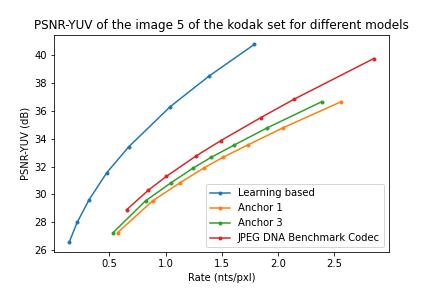 PSNR-YUV of the image 5 of the kodak set for different models
PSNR-YUV (dB)
40
38
36
34
32
30
28
26
0.5 1.0 1.5 2.0 2.5
Rate (nts/pxl)
Learning based
Anchor 1
Anchor 3
JPEG DNA Benchmark Codec